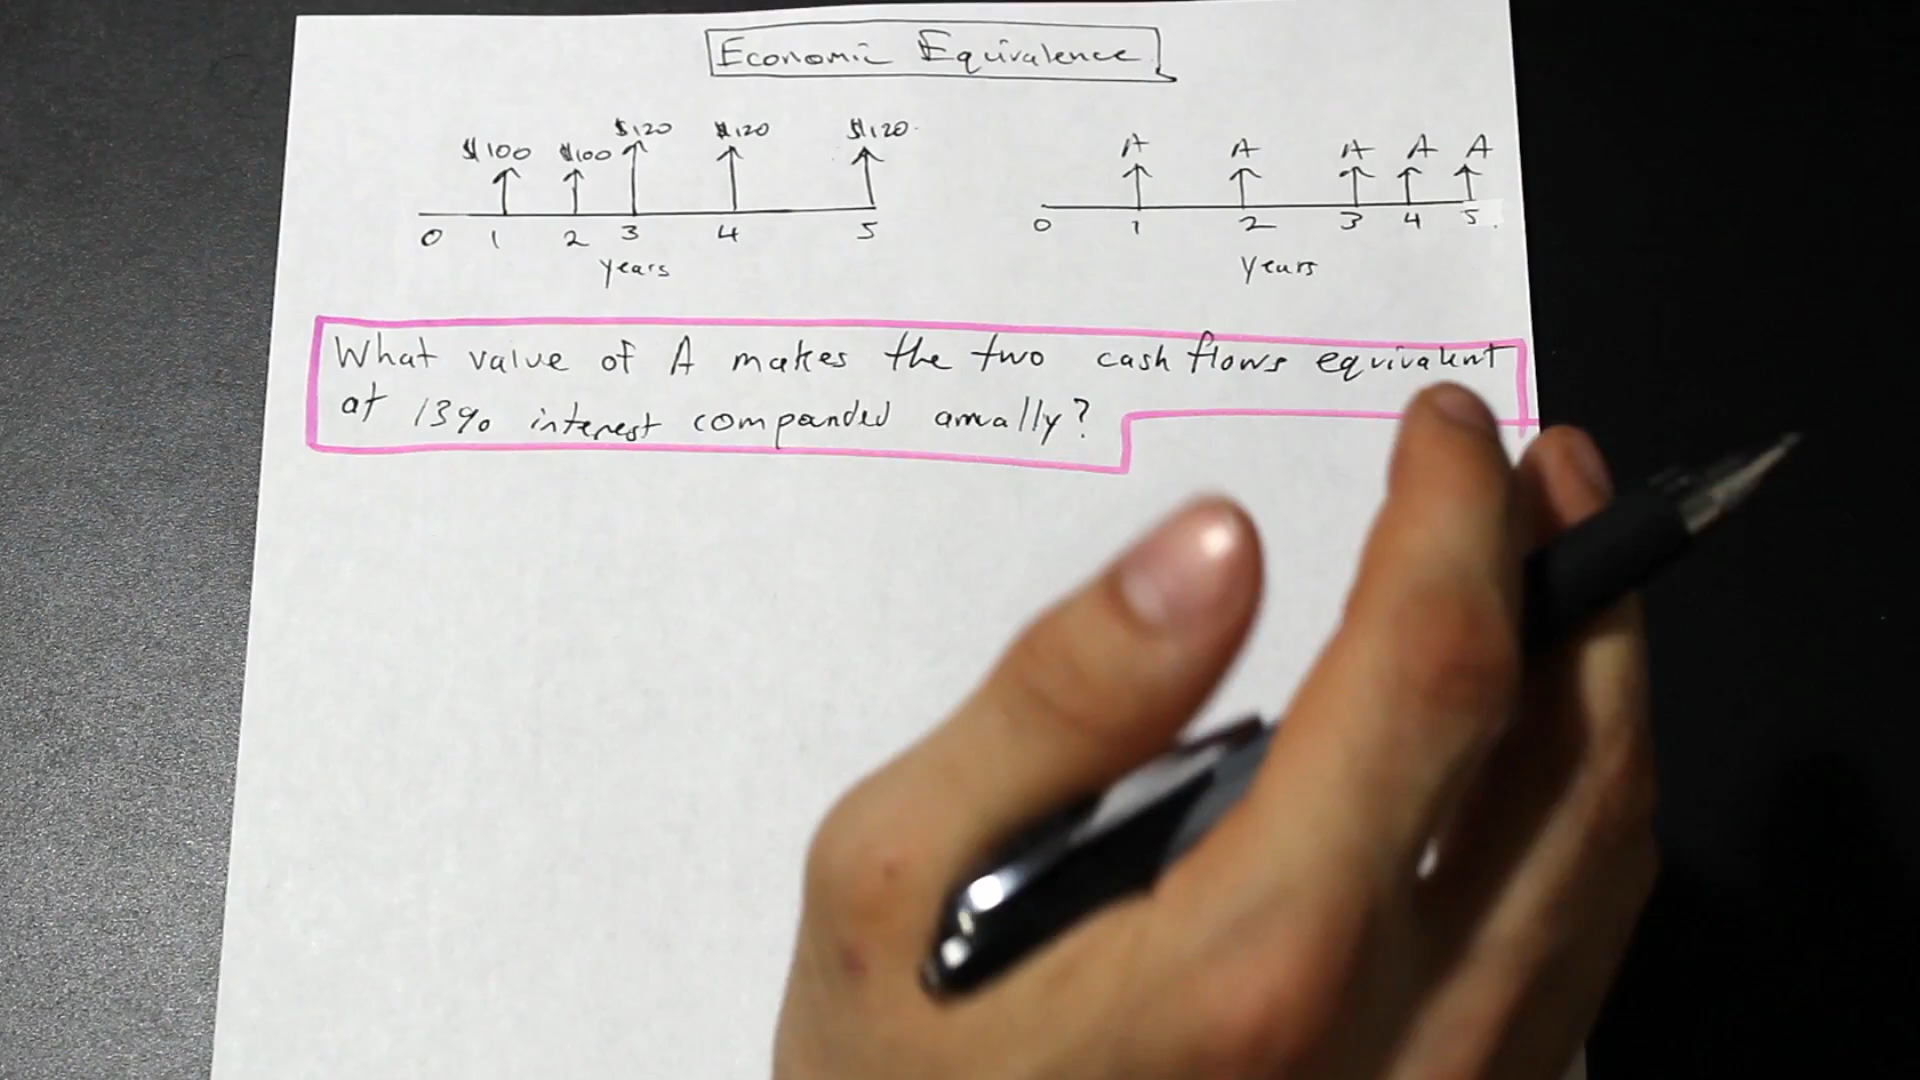 Economic Equivalence
$100 $100 $120 $120 $120
0 1 2 3 4 5
years
A A A A A
0 1 2 3 4 5
years
What value of A makes the two cash flows equivalent
at 13% interest compounded annually?